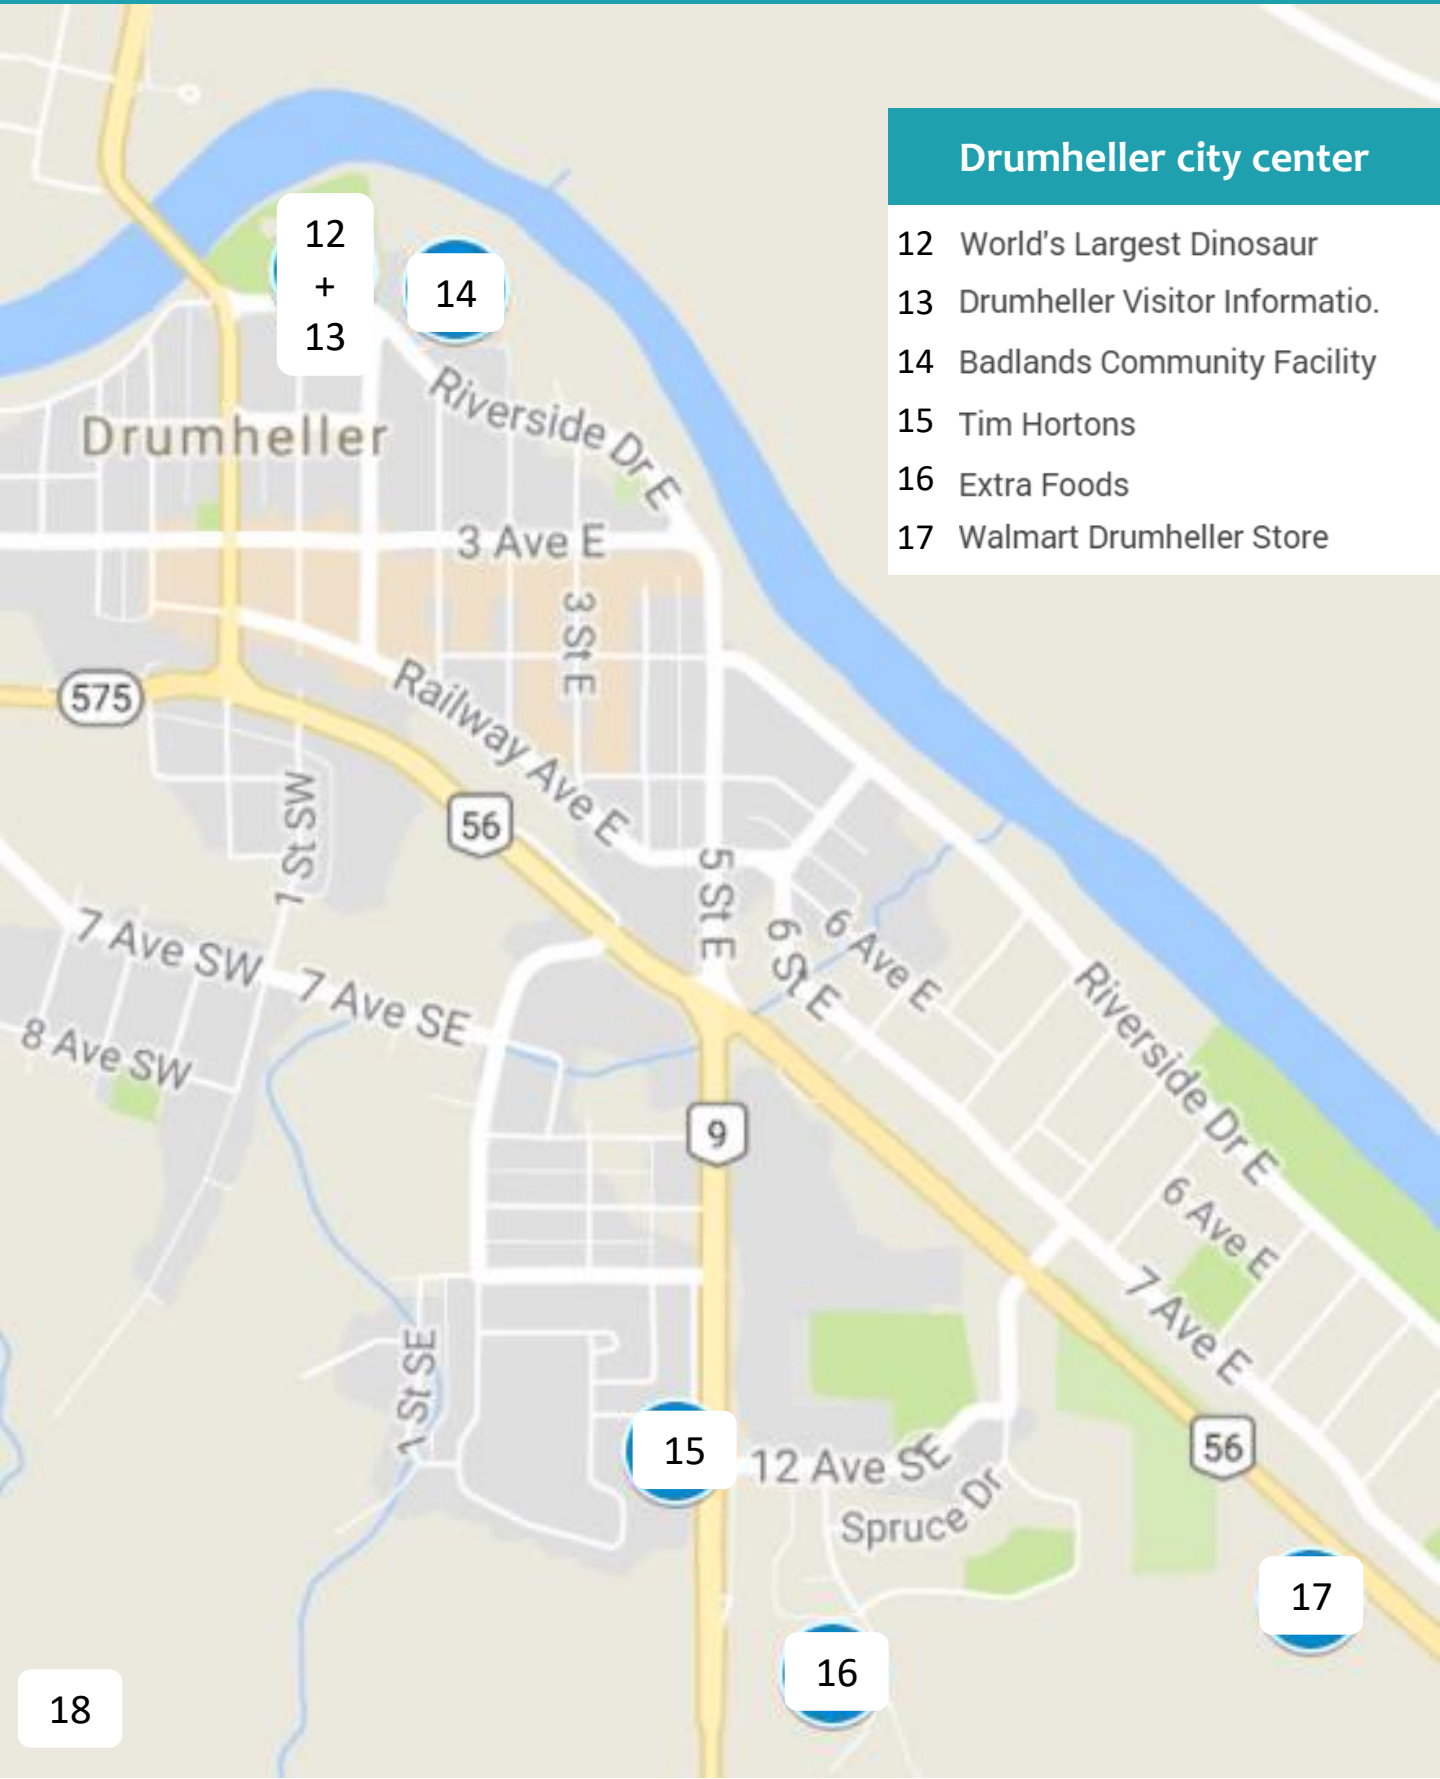 Drumheller city center
12 World's Largest Dinosaur
13 Drumheller Visitor Informatio.
14 Badlands Community Facility
15 Tim Hortons
16 Extra Foods
17 Walmart Drumheller Store
12
+
13
14
Riverside Dr E
Drumheller
3 Ave E
3 St E
575
Railway Ave E
56
1 St SW
5 St E
6 St E
6 Ave E
7 Ave SW
7 Ave SE
8 Ave SW
Riverside Dr E
9
6 Ave E
7 Ave E
1 St SE
15
12 Ave SE
56
Spruce Dr
17
16
18